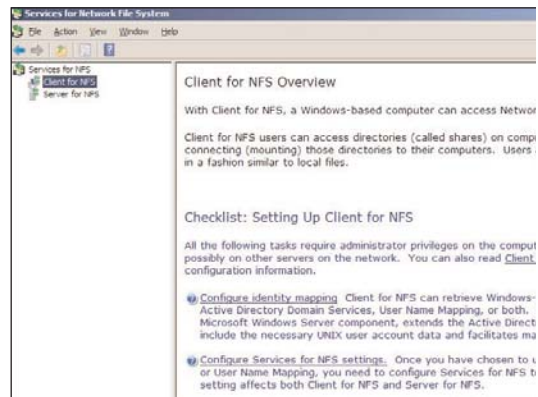 Services for Network File System
File Action View Window Help
Services for NFS
Client for NFS
Server for NFS
Client for NFS Overview
With Client for NFS, a Windows-based computer can access Networ
Client for NFS users can access directories (called shares) on compu
connecting (mounting) those directories to their computers. Users
in a fashion similar to local files.
Checklist: Setting Up Client for NFS
All the following tasks require administrator privileges on the comput
possibly on other servers on the network. You can also read Client
configuration information.
Configure identity mapping Client for NFS can retrieve Windows-
Active Directory Domain Services, User Name Mapping, or both.
Microsoft Windows Server component, extends the Active Direct
include the necessary UNIX user account data and facilitates ma
Configure Services for NFS settings. Once you have chosen to u
or User Name Mapping, you need to configure Services for NFS t
setting affects both Client for NFS and Server for NFS.